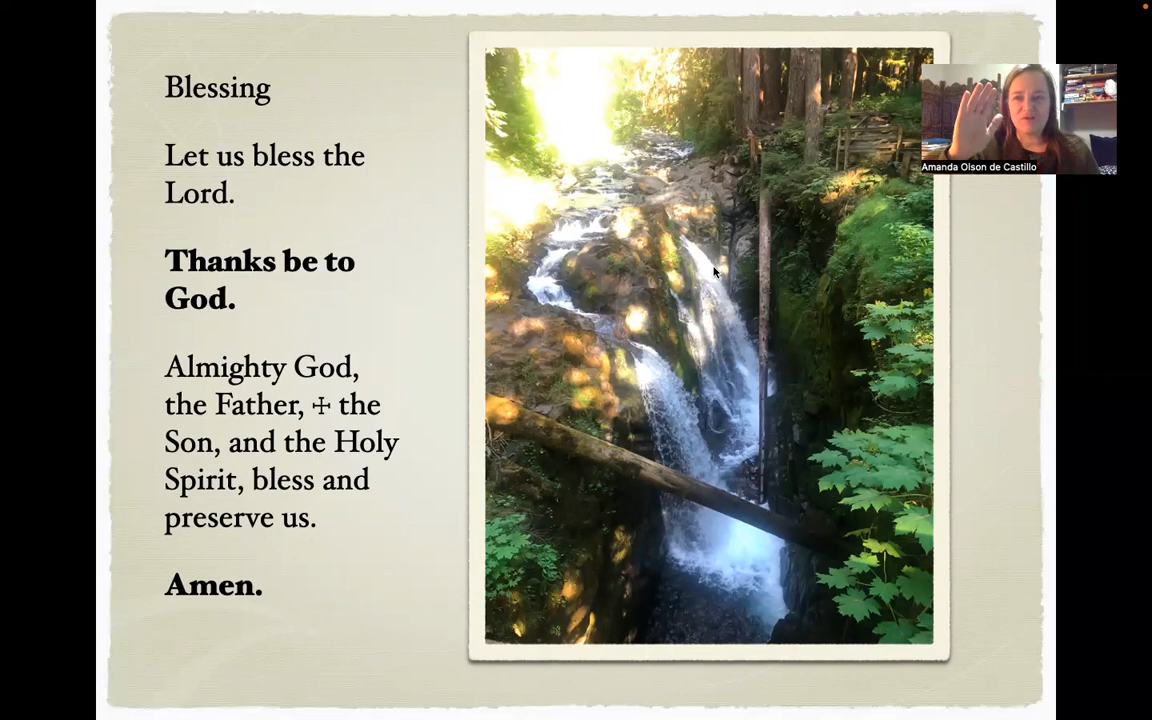 Blessing
Let us bless the
Lord.
Thanks be to
God.
Almighty God,
the Father, ☩ the
Son, and the Holy
Spirit, bless and
preserve us.
Amen.
Amanda Olson de Castillo